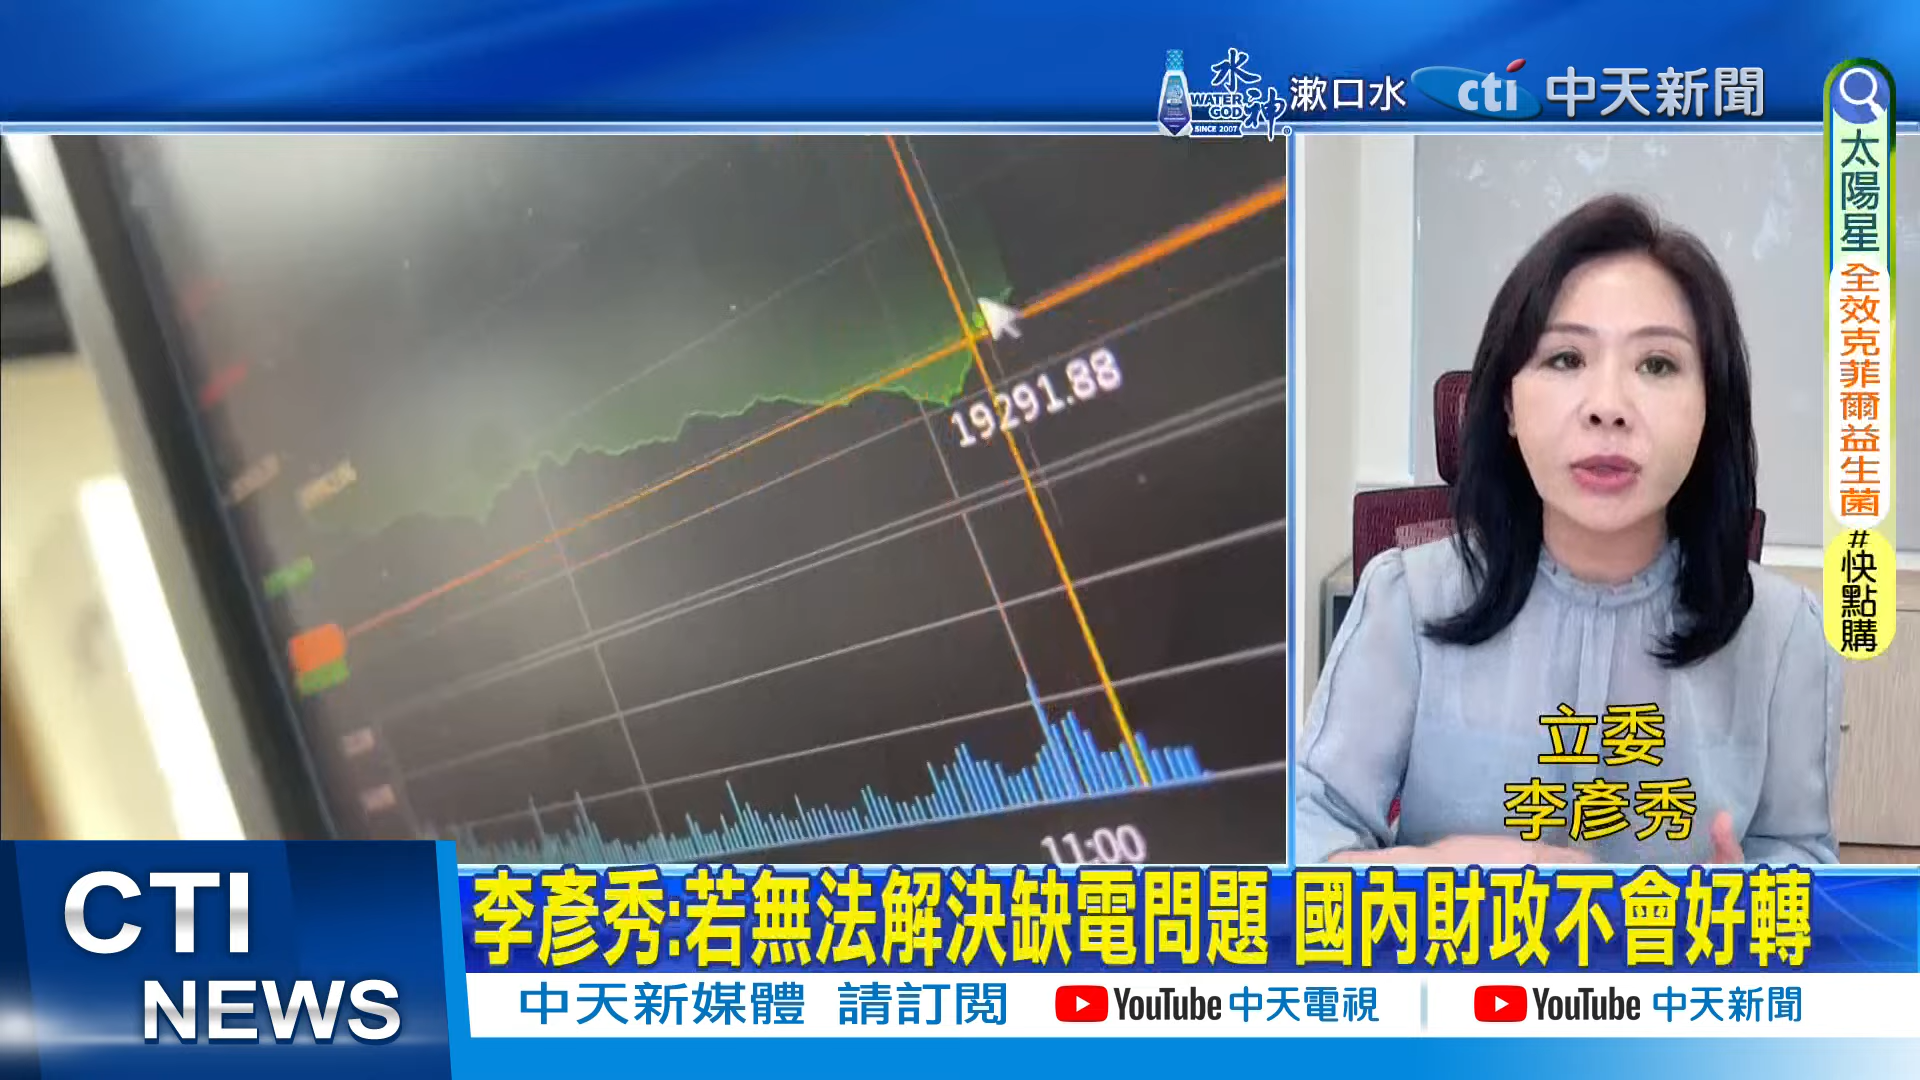 水神
WATER GOD
SINCE 2007
漱口水
cti 中天新聞
太陽星
全效克菲爾益生菌
#快點購
19291.88
11:00
立委
李彥秀
李彥秀:若無法解決缺電問題 國內財政不會好轉
CTI
NEWS
中天新媒體 請訂閱 YouTube 中天電視 YouTube 中天新聞